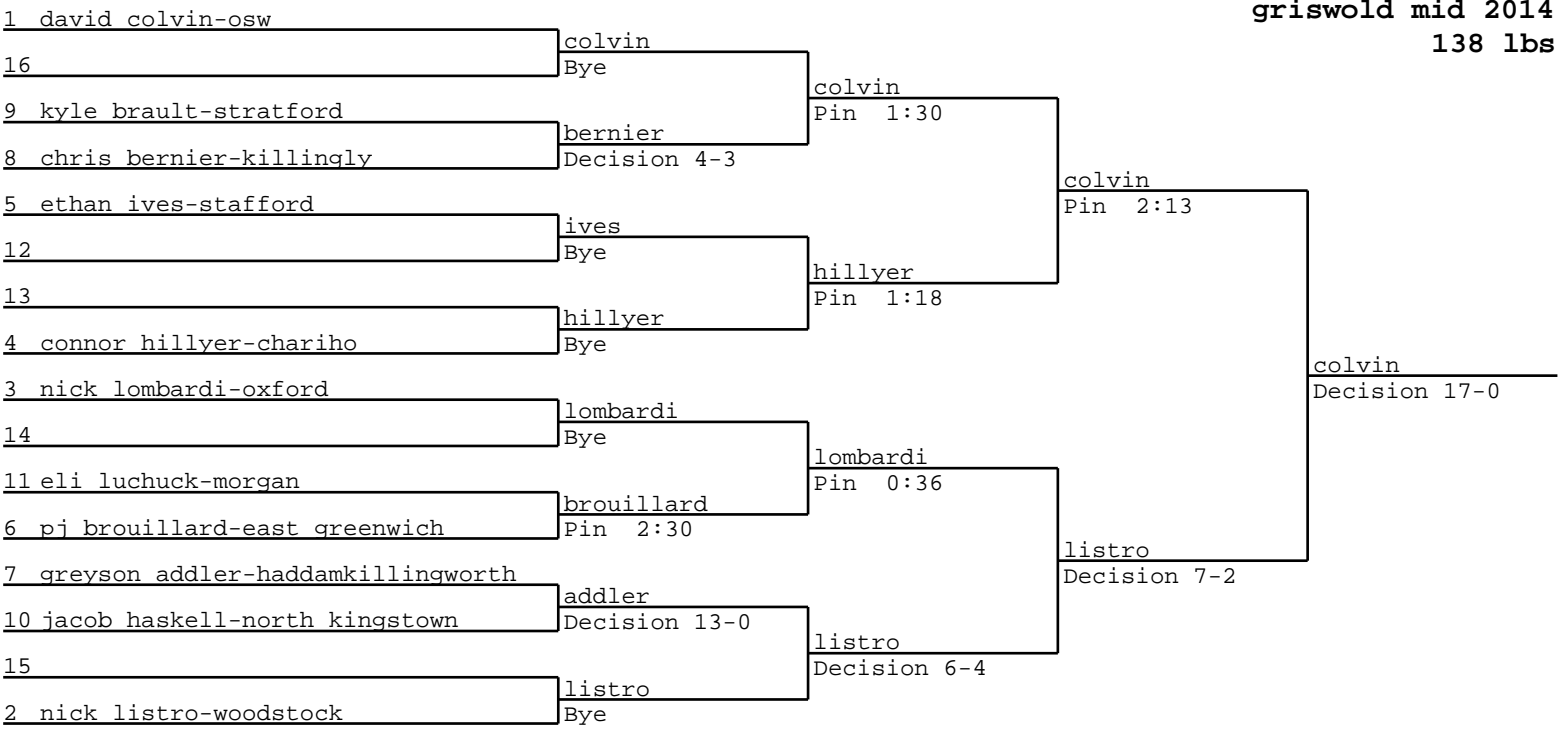 griswold mid 2014
138 lbs
1 david colvin-osw
16
9 kyle brault-stratford
8 chris bernier-killingly
5 ethan ives-stafford
12
13
4 connor hillyer-chariho
3 nick lombardi-oxford
14
11 eli luchuck-morgan
6 pj brouillard-east greenwich
7 greyson addler-haddamkillingworth
10 jacob haskell-north kingstown
15
2 nick listro-woodstock
colvin
Bye
bernier
Decision 4-3
ives
Bye
hillyer
Bye
lombardi
Bye
brouillard
Pin 2:30
addler
Decision 13-0
listro
Bye
colvin
Pin 1:30
hillyer
Pin 1:18
lombardi
Pin 0:36
listro
Decision 6-4
colvin
Pin 2:13
listro
Decision 7-2
colvin
Decision 17-0